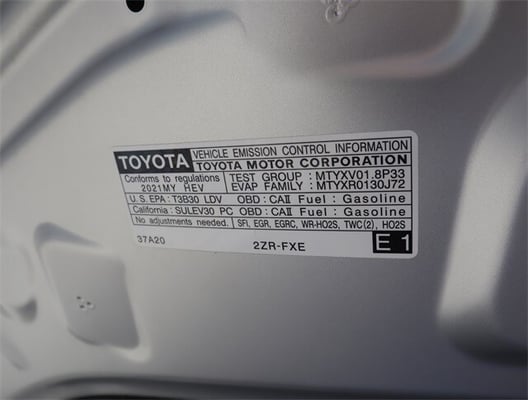 TOYOTA VEHICLE EMISSION CONTROL INFORMATION
TOYOTA MOTOR CORPORATION
Conforms to regulations TEST GROUP : MTYXV01.8P33
2021MY HEV EVAP FAMILY : MTYXR0130J72
U.S. EPA : T3B30 LDV OBD : CAII Fuel : Gasoline
California : SULEV30 PC OBD : CAII Fuel : Gasoline
No adjustments needed. SFI, EGR, EGRC, WR-HO2S, TWC(2), HO2S
37A20 2ZR-FXE E 1